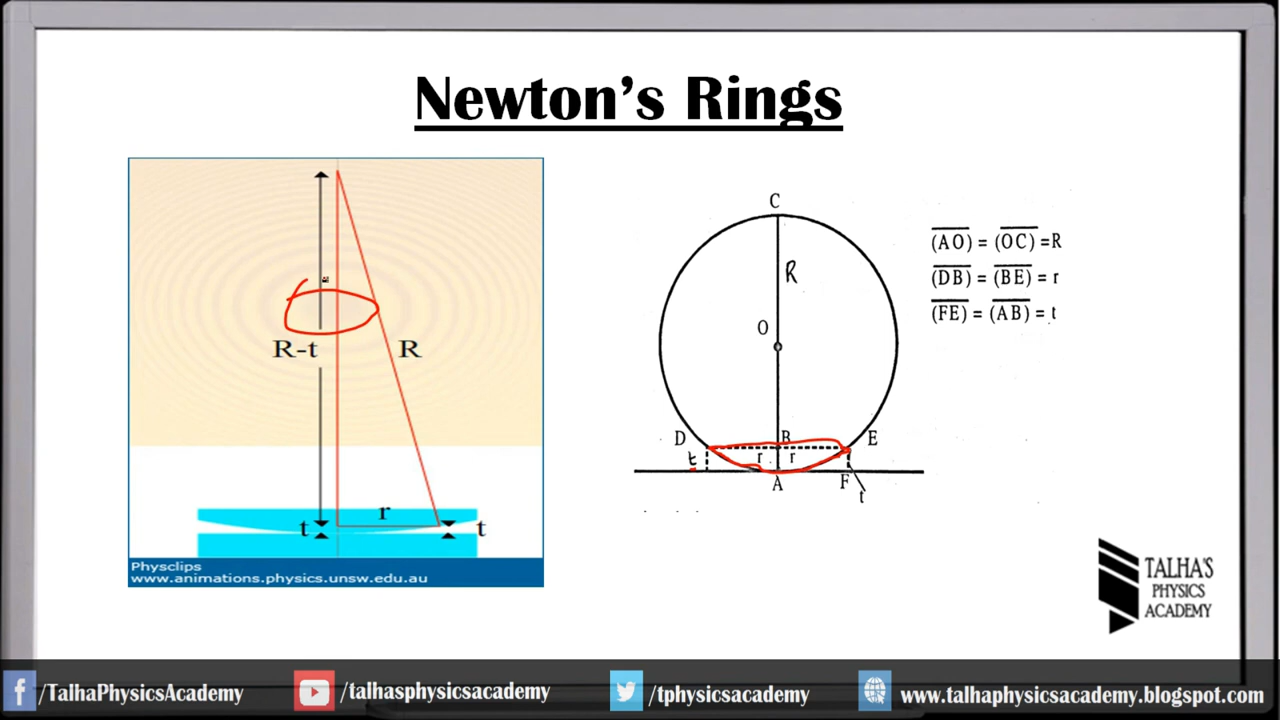 Newton's Rings
R-t
R
r
t
t
Physclips
www.animations.physics.unsw.edu.au
C
R
O
D
B
E
t
r
r
A
F
t
(AO) = (OC) = R
(DB) = (BE) = r
(FE) = (AB) = t
TALHA'S
PHYSICS
ACADEMY
/TalhaPhysicsAcademy
/talhasphysicsacademy
/tphysicsacademy
www.talhaphysicsacademy.blogspot.com